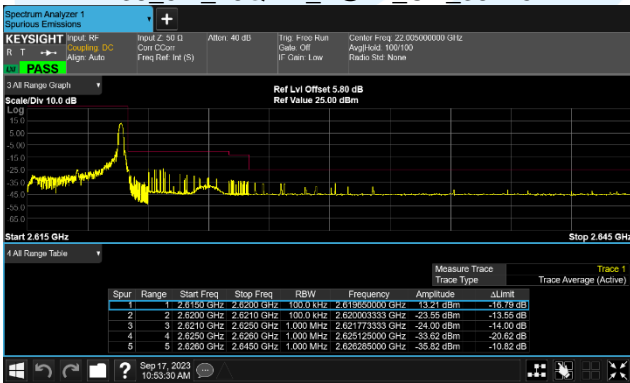 Spectrum Analyzer 1
Spurious Emissions
KEYSIGHT Input: RF Input Z: 50 Ω Atten: 40 dB Trig: Free Run Center Freq: 22.005000000 GHz
R T Coupling: DC Corr CCorr Gate: Off Avg|Hold: 100/100
Align: Auto Freq Ref: Int (S) IF Gain: Low Radio Std: None
PASS
3 All Range Graph
Ref Lvl Offset 5.80 dB
Scale/Div 10.0 dB Ref Value 25.00 dBm
Log
15.0
5.00
-5.00
-15.0
-25.0
-35.0
-45.0
-55.0
-65.0
Start 2.615 GHz Stop 2.645 GHz
4 All Range Table
Measure Trace Trace 1
Trace Type Trace Average (Active)
Spur Range Start Freq Stop Freq RBW Frequency Amplitude ΔLimit
1 1 2.6150 GHz 2.6200 GHz 100.0 kHz 2.619650000 GHz 13.21 dBm -16.79 dB
2 2 2.6200 GHz 2.6210 GHz 100.0 kHz 2.620003333 GHz -23.55 dBm -13.55 dB
3 3 2.6210 GHz 2.6250 GHz 1.000 MHz 2.621773333 GHz -24.00 dBm -14.00 dB
4 4 2.6250 GHz 2.6260 GHz 1.000 MHz 2.625125000 GHz -33.62 dBm -20.62 dB
5 5 2.6260 GHz 2.6450 GHz 1.000 MHz 2.626285000 GHz -35.82 dBm -10.82 dB
Sep 17, 2023
10:53:30 AM